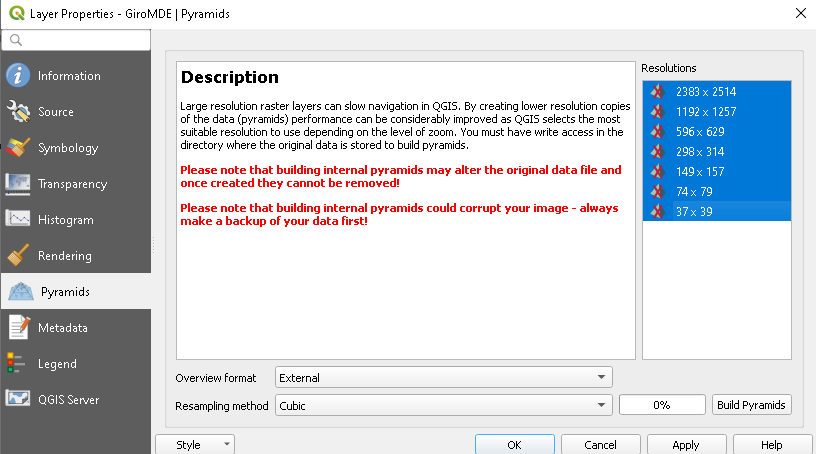 Layer Properties - GiroMDE | Pyramids
Information
Source
Symbology
Transparency
Histogram
Rendering
Pyramids
Metadata
Legend
QGIS Server
Description
Large resolution raster layers can slow navigation in QGIS. By creating lower resolution copies
of the data (pyramids) performance can be considerably improved as QGIS selects the most
suitable resolution to use depending on the level of zoom. You must have write access in the
directory where the original data is stored to build pyramids.
Please note that building internal pyramids may alter the original data file and
once created they cannot be removed!
Please note that building internal pyramids could corrupt your image - always
make a backup of your data first!
Resolutions
2383 x 2514
1192 x 1257
596 x 629
298 x 314
149 x 157
74 x 79
37 x 39
Overview format External
Resampling method Cubic 0% Build Pyramids
Style OK Cancel Apply Help